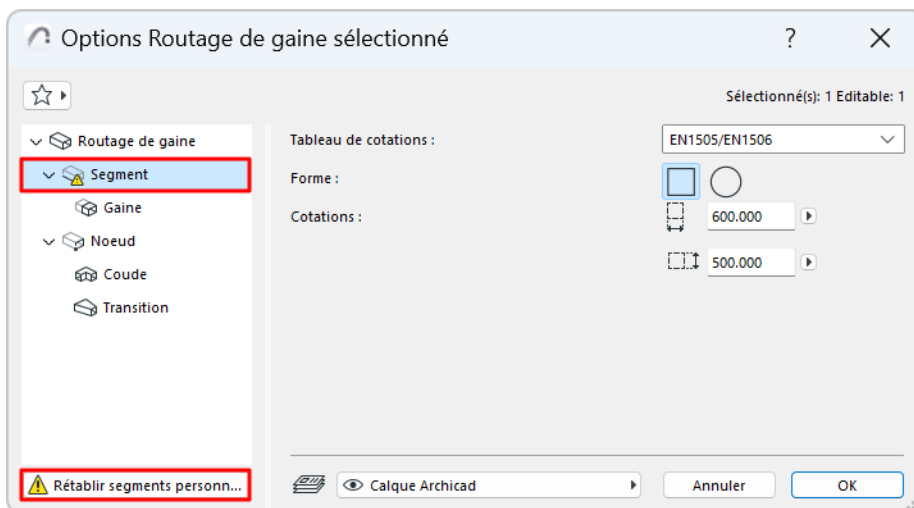 Options Routage de gaine sélectionné
?
Sélectionné(s): 1 Editable: 1
Routage de gaine
Segment
Gaine
Noeud
Coude
Transition
Tableau de cotations :
EN1505/EN1506
Forme :
Cotations :
600.000
500.000
Rétablir segments personn...
Calque Archicad
Annuler
OK